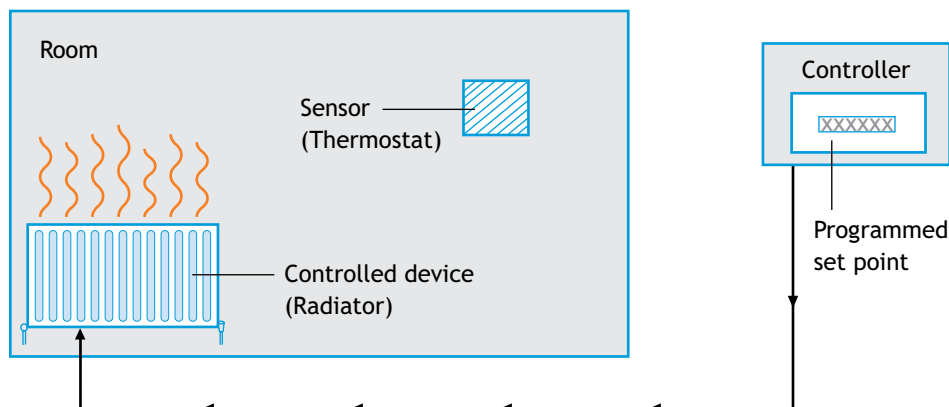 Room
Sensor
(Thermostat)
Controlled device
(Radiator)
Controller
XXXXXX
Programmed
set point